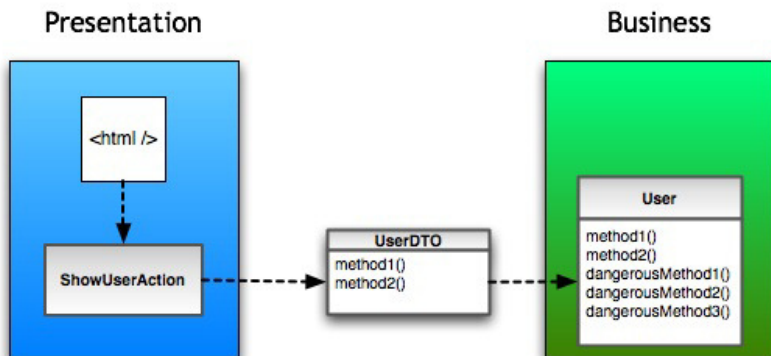 Presentation
Business
<html />
ShowUserAction
UserDTO
method1()
method2()
User
method1()
method2()
dangerousMethod1()
dangerousMethod2()
dangerousMethod3()